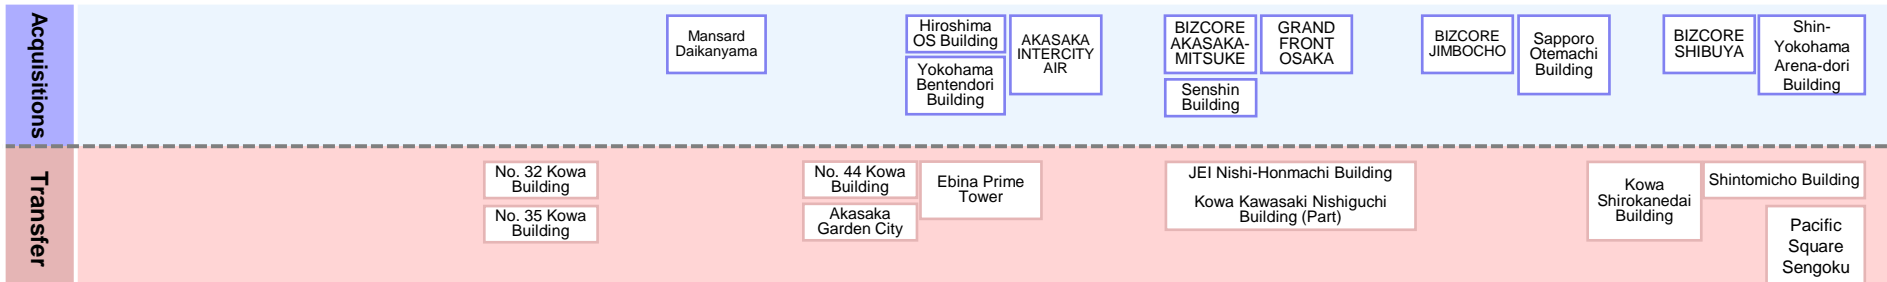 Acquisitions
Mansard
Daikanyama
Hiroshima
OS Building
Yokohama
Bentendori
Building
AKASAKA
INTERCITY
AIR
BIZCORE
AKASAKA-
MITSUKE
Senshin
Building
GRAND
FRONT
OSAKA
BIZCORE
JIMBOCHO
Sapporo
Otemachi
Building
BIZCORE
SHIBUYA
Shin-
Yokohama
Arena-dori
Building
Transfer
No. 32 Kowa
Building
No. 35 Kowa
Building
No. 44 Kowa
Building
Akasaka
Garden City
Ebina Prime
Tower
JEI Nishi-Honmachi Building
Kowa Kawasaki Nishiguchi
Building (Part)
Kowa
Shirokanedai
Building
Shintomicho Building
Pacific
Square
Sengoku